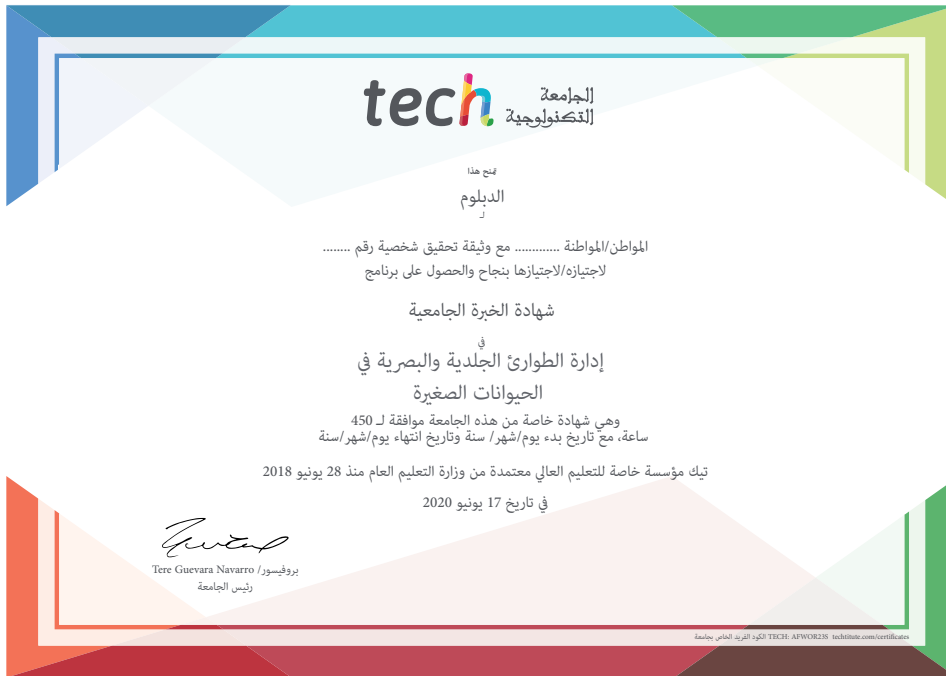 tech الجامعة
التكنولوجية
يمنح هذا
الدبلوم
لـ
المواطن/المواطنة ............. مع وثيقة تحقيق شخصية رقم ........
لاجتيازه/لاجتيازها بنجاح والحصول على برنامج
شهادة الخبرة الجامعية
في
إدارة الطوارئ الجلدية والبصرية في
الحيوانات الصغيرة
وهي شهادة خاصة من هذه الجامعة موافقة لـ 450
ساعة، مع تاريخ بدء يوم/شهر/ سنة وتاريخ انتهاء يوم/شهر/سنة
تيك مؤسسة خاصة للتعليم العالي معتمدة من وزارة التعليم العام منذ 28 يونيو 2018
في تاريخ 17 يونيو 2020
بروفيسور/ Tere Guevara Navarro
رئيس الجامعة
الكود الفريد الخاص بجامعة TECH: AFWOR23S techtitute.com/certificates